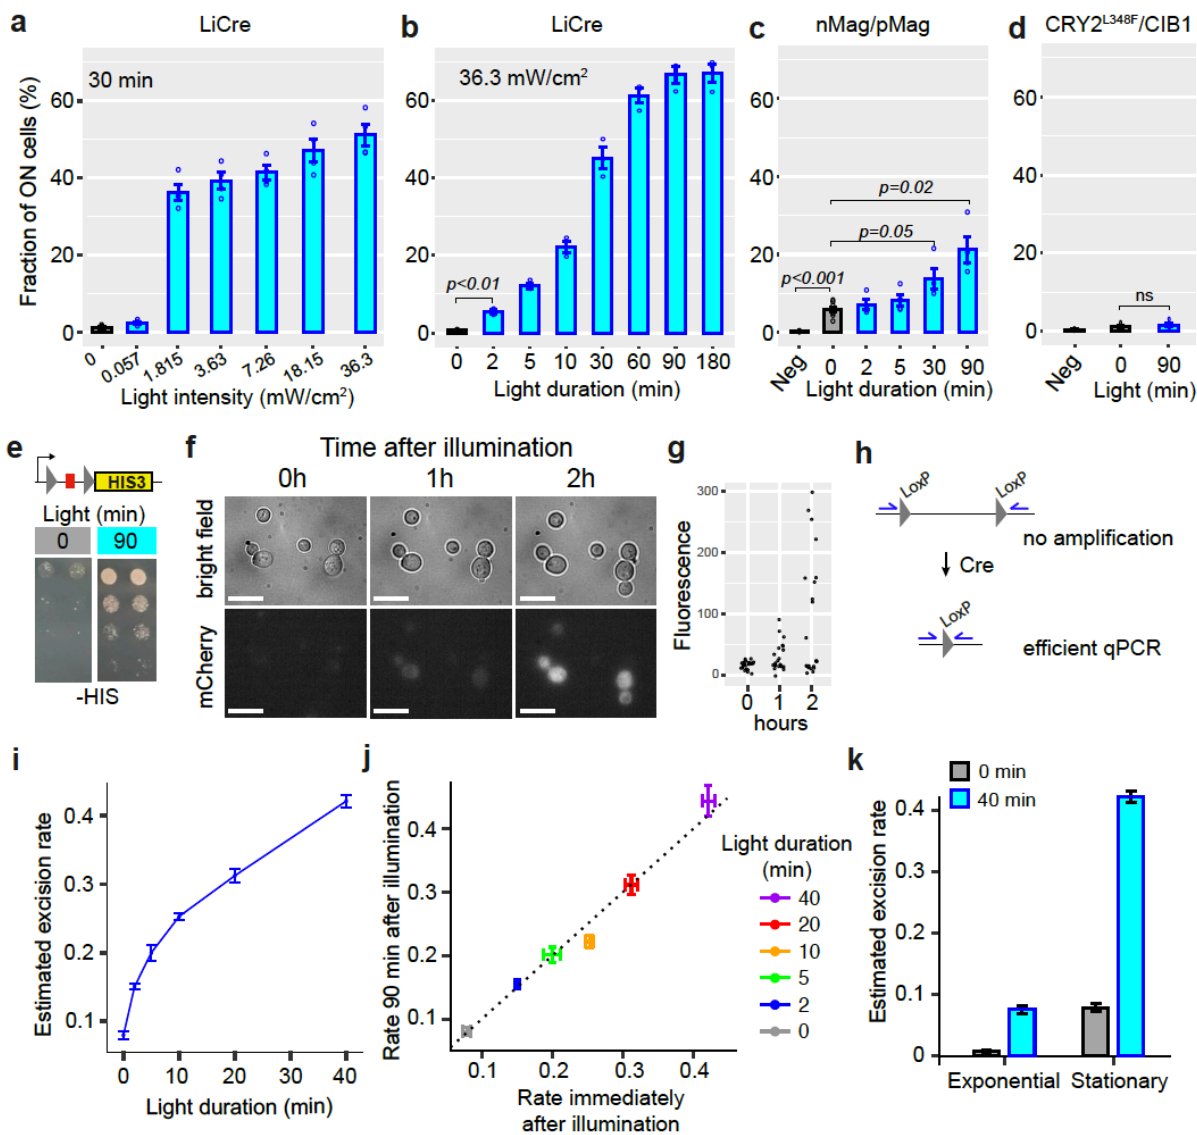 a
LiCre
30 min
Fraction of ON cells (%)
60
40
20
0
0
0.057
1.815
3.63
7.26
18.15
36.3
Light intensity (mW/cm²)
b
LiCre
36.3 mW/cm²
60
40
20
0
p<0.01
0 2 5 10 30 60 90 180
Light duration (min)
c
nMag/pMag
60
40
20
0
p=0.02
p=0.05
p<0.001
Neg 0 2 5 30 90
Light duration (min)
d
CRY2L348F/CIB1
60
40
20
0
ns
Neg 0 90
Light (min)
e
HIS3
Light (min)
0 90
-HIS
f
Time after illumination
0h 1h 2h
bright field
mCherry
g
Fluorescence
300
200
100
0
0 1 2
hours
h
LoxP
LoxP
no amplification
Cre
LoxP
efficient qPCR
i
Estimated excision rate
0.4
0.3
0.2
0.1
0 10 20 30 40
Light duration (min)
j
Rate 90 min after illumination
0.4
0.3
0.2
0.1
0.1 0.2 0.3 0.4
Rate immediately
after illumination
Light duration
(min)
40
20
10
5
2
0
k
0 min
40 min
Estimated excision rate
0.4
0.3
0.2
0.1
0
Exponential Stationary